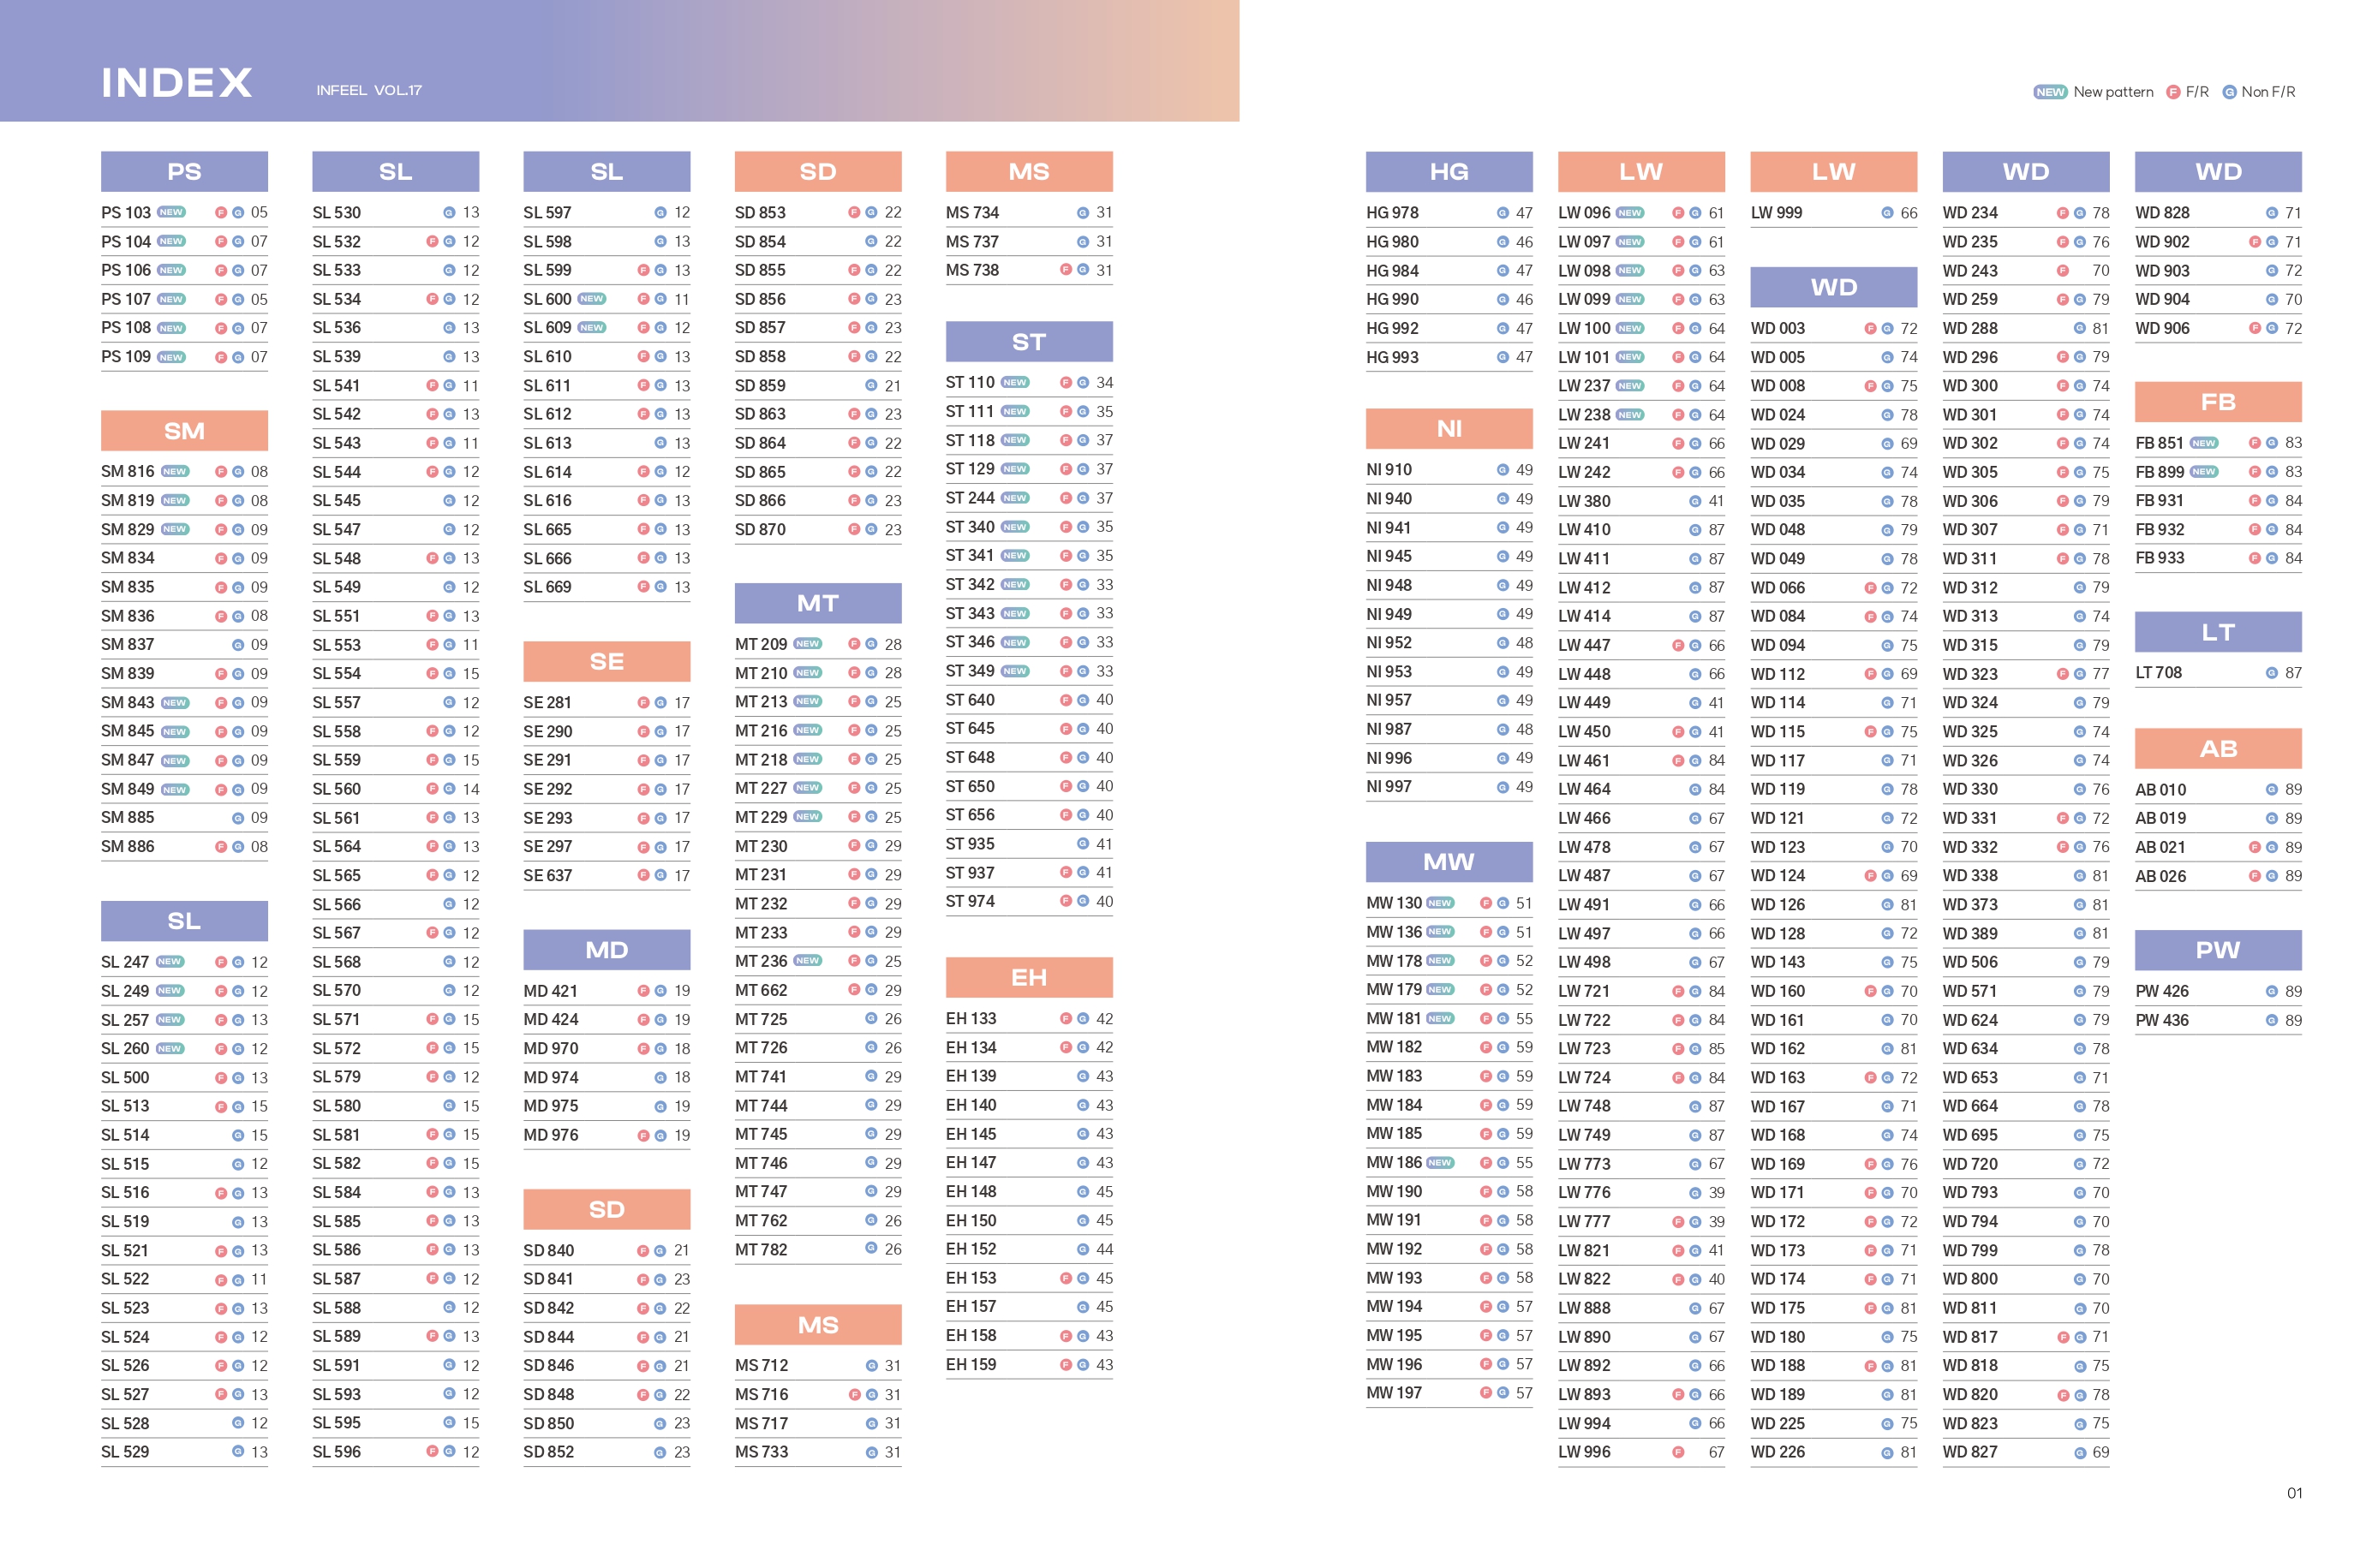 INDEX
INFEEL VOL.17
NEW New pattern F F/R G Non F/R
PS
PS 103 NEW F G 05
PS 104 NEW F G 07
PS 106 NEW F G 07
PS 107 NEW F G 05
PS 108 NEW F G 07
PS 109 NEW F G 07
SM
SM 816 NEW F G 08
SM 819 NEW F G 08
SM 829 NEW F G 09
SM 834 F G 09
SM 835 F G 09
SM 836 F G 08
SM 837 G 09
SM 839 F G 09
SM 843 NEW F G 09
SM 845 NEW F G 09
SM 847 NEW F G 09
SM 849 NEW F G 09
SM 885 G 09
SM 886 F G 08
SL
SL 247 NEW F G 12
SL 249 NEW F G 12
SL 257 NEW F G 13
SL 260 NEW F G 12
SL 500 F G 13
SL 513 F G 15
SL 514 G 15
SL 515 G 12
SL 516 F G 13
SL 519 G 13
SL 521 F G 13
SL 522 F G 11
SL 523 F G 13
SL 524 F G 12
SL 526 F G 12
SL 527 F G 13
SL 528 G 12
SL 529 G 13
SL
SL 530 G 13
SL 532 F G 12
SL 533 G 12
SL 534 F G 12
SL 536 G 13
SL 539 G 13
SL 541 F G 11
SL 542 F G 13
SL 543 F G 11
SL 544 F G 12
SL 545 G 12
SL 547 G 12
SL 548 F G 13
SL 549 G 12
SL 551 F G 13
SL 553 F G 11
SL 554 F G 15
SL 557 G 12
SL 558 F G 12
SL 559 F G 15
SL 560 F G 14
SL 561 F G 13
SL 564 F G 13
SL 565 F G 12
SL 566 G 12
SL 567 F G 12
SL 568 G 12
SL 570 G 12
SL 571 F G 15
SL 572 F G 15
SL 579 F G 12
SL 580 G 15
SL 581 F G 15
SL 582 F G 15
SL 584 F G 13
SL 585 F G 13
SL 586 F G 13
SL 587 F G 12
SL 588 G 12
SL 589 F G 13
SL 591 G 12
SL 593 G 12
SL 595 G 15
SL 596 F G 12
SL
SL 597 G 12
SL 598 G 13
SL 599 F G 13
SL 600 NEW F G 11
SL 609 NEW F G 12
SL 610 F G 13
SL 611 F G 13
SL 612 F G 13
SL 613 G 13
SL 614 F G 12
SL 616 F G 13
SL 665 F G 13
SL 666 F G 13
SL 669 F G 13
SE
SE 281 F G 17
SE 290 F G 17
SE 291 F G 17
SE 292 F G 17
SE 293 F G 17
SE 297 F G 17
SE 637 F G 17
MD
MD 421 F G 19
MD 424 F G 19
MD 970 F G 18
MD 974 G 18
MD 975 G 19
MD 976 F G 19
SD
SD 840 F G 21
SD 841 F G 23
SD 842 F G 22
SD 844 F G 21
SD 846 F G 21
SD 848 F G 22
SD 850 G 23
SD 852 G 23
SD
SD 853 F G 22
SD 854 G 22
SD 855 F G 22
SD 856 F G 23
SD 857 F G 23
SD 858 F G 22
SD 859 G 21
SD 863 F G 23
SD 864 F G 22
SD 865 F G 22
SD 866 F G 23
SD 870 F G 23
MT
MT 209 NEW F G 28
MT 210 NEW F G 28
MT 213 NEW F G 25
MT 216 NEW F G 25
MT 218 NEW F G 25
MT 227 NEW F G 25
MT 229 NEW F G 25
MT 230 F G 29
MT 231 F G 29
MT 232 F G 29
MT 233 F G 29
MT 236 NEW F G 25
MT 662 F G 29
MT 725 G 26
MT 726 G 26
MT 741 G 29
MT 744 G 29
MT 745 G 29
MT 746 G 29
MT 747 G 29
MT 762 G 26
MT 782 G 26
MS
MS 712 G 31
MS 716 F G 31
MS 717 G 31
MS 733 G 31
MS
MS 734 G 31
MS 737 G 31
MS 738 F G 31
ST
ST 110 NEW F G 34
ST 111 NEW F G 35
ST 118 NEW F G 37
ST 129 NEW F G 37
ST 244 NEW F G 37
ST 340 NEW F G 35
ST 341 NEW F G 35
ST 342 NEW F G 33
ST 343 NEW F G 33
ST 346 NEW F G 33
ST 349 NEW F G 33
ST 640 F G 40
ST 645 F G 40
ST 648 F G 40
ST 650 F G 40
ST 656 F G 40
ST 935 G 41
ST 937 F G 41
ST 974 F G 40
EH
EH 133 F G 42
EH 134 F G 42
EH 139 G 43
EH 140 G 43
EH 145 G 43
EH 147 G 43
EH 148 G 45
EH 150 G 45
EH 152 G 44
EH 153 F G 45
EH 157 G 45
EH 158 F G 43
EH 159 F G 43
HG
HG 978 G 47
HG 980 G 46
HG 984 G 47
HG 990 G 46
HG 992 G 47
HG 993 G 47
NI
NI 910 G 49
NI 940 G 49
NI 941 G 49
NI 945 G 49
NI 948 G 49
NI 949 G 49
NI 952 G 48
NI 953 G 49
NI 957 G 49
NI 987 G 48
NI 996 G 49
NI 997 G 49
MW
MW 130 NEW F G 51
MW 136 NEW F G 51
MW 178 NEW F G 52
MW 179 NEW F G 52
MW 181 NEW F G 55
MW 182 F G 59
MW 183 F G 59
MW 184 F G 59
MW 185 F G 59
MW 186 NEW F G 55
MW 190 F G 58
MW 191 F G 58
MW 192 F G 58
MW 193 F G 58
MW 194 F G 57
MW 195 F G 57
MW 196 F G 57
MW 197 F G 57
LW
LW 096 NEW F G 61
LW 097 NEW F G 61
LW 098 NEW F G 63
LW 099 NEW F G 63
LW 100 NEW F G 64
LW 101 NEW F G 64
LW 237 NEW F G 64
LW 238 NEW F G 64
LW 241 F G 66
LW 242 F G 66
LW 380 G 41
LW 410 G 87
LW 411 G 87
LW 412 G 87
LW 414 G 87
LW 447 F G 66
LW 448 G 66
LW 449 G 41
LW 450 F G 41
LW 461 F G 84
LW 464 G 84
LW 466 G 67
LW 478 G 67
LW 487 G 67
LW 491 G 66
LW 497 G 66
LW 498 G 67
LW 721 F G 84
LW 722 F G 84
LW 723 F G 85
LW 724 F G 84
LW 748 G 87
LW 749 G 87
LW 773 G 67
LW 776 G 39
LW 777 F G 39
LW 821 F G 41
LW 822 F G 40
LW 888 G 67
LW 890 G 67
LW 892 G 66
LW 893 F G 66
LW 994 G 66
LW 996 F 67
LW
LW 999 G 66
WD
WD 003 F G 72
WD 005 G 74
WD 008 F G 75
WD 024 G 78
WD 029 G 69
WD 034 G 74
WD 035 G 78
WD 048 G 79
WD 049 G 78
WD 066 F G 72
WD 084 F G 74
WD 094 G 75
WD 112 F G 69
WD 114 G 71
WD 115 F G 75
WD 117 G 71
WD 119 G 78
WD 121 G 72
WD 123 G 70
WD 124 F G 69
WD 126 G 81
WD 128 G 72
WD 143 G 75
WD 160 F G 70
WD 161 G 70
WD 162 G 81
WD 163 F G 72
WD 167 G 71
WD 168 G 74
WD 169 F G 76
WD 171 F G 70
WD 172 F G 72
WD 173 F G 71
WD 174 F G 71
WD 175 F G 81
WD 180 G 75
WD 188 F G 81
WD 189 G 81
WD 225 G 75
WD 226 G 81
WD
WD 234 F G 78
WD 235 F G 76
WD 243 F 70
WD 259 F G 79
WD 288 G 81
WD 296 F G 79
WD 300 F G 74
WD 301 F G 74
WD 302 F G 74
WD 305 F G 75
WD 306 F G 79
WD 307 F G 71
WD 311 F G 78
WD 312 G 79
WD 313 G 74
WD 315 G 79
WD 323 F G 77
WD 324 G 79
WD 325 G 74
WD 326 G 74
WD 330 G 76
WD 331 F G 72
WD 332 F G 76
WD 338 G 81
WD 373 G 81
WD 389 G 81
WD 506 G 79
WD 571 G 79
WD 624 G 79
WD 634 G 78
WD 653 G 71
WD 664 G 78
WD 695 G 75
WD 720 G 72
WD 793 G 70
WD 794 G 70
WD 799 G 78
WD 800 G 70
WD 811 G 70
WD 817 F G 71
WD 818 G 75
WD 820 F G 78
WD 823 G 75
WD 827 G 69
WD
WD 828 G 71
WD 902 F G 71
WD 903 G 72
WD 904 G 70
WD 906 F G 72
FB
FB 851 NEW F G 83
FB 899 NEW F G 83
FB 931 F G 84
FB 932 F G 84
FB 933 F G 84
LT
LT 708 G 87
AB
AB 010 G 89
AB 019 G 89
AB 021 F G 89
AB 026 F G 89
PW
PW 426 G 89
PW 436 G 89
01